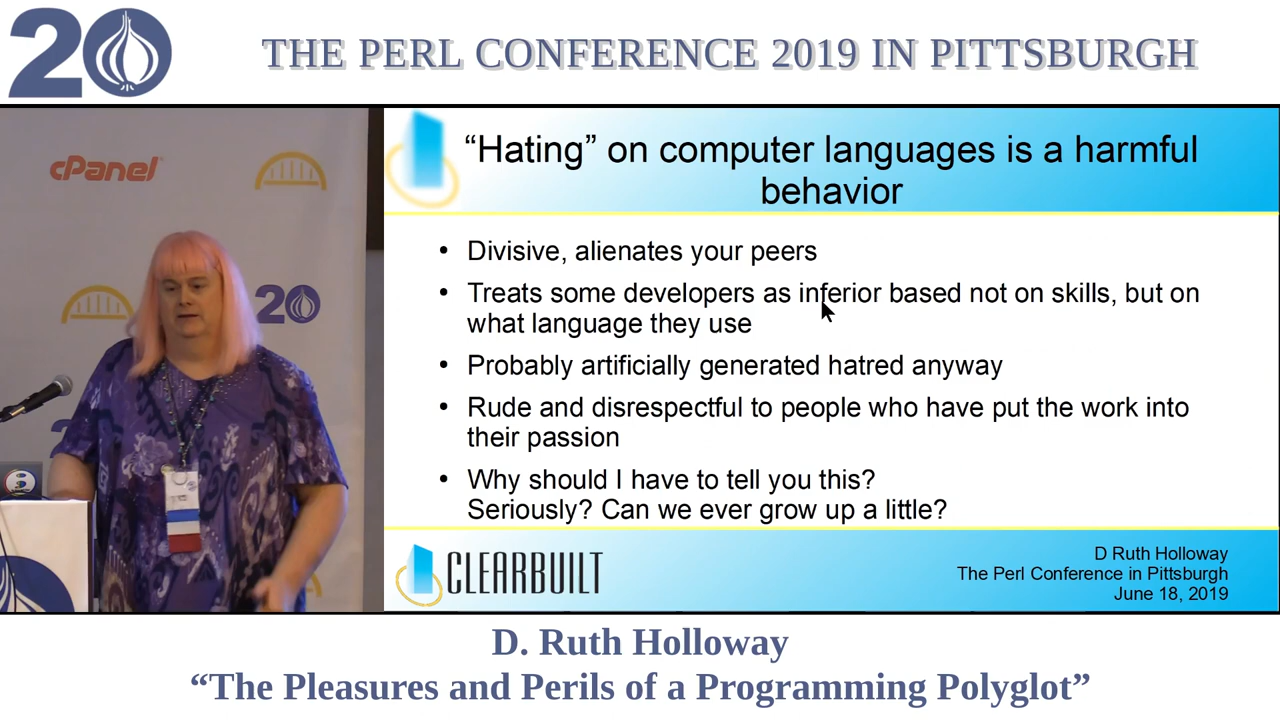 20
THE PERL CONFERENCE 2019 IN PITTSBURGH
cPanel
20
“Hating” on computer languages is a harmful
behavior
• Divisive, alienates your peers
• Treats some developers as inferior based not on skills, but on
what language they use
• Probably artificially generated hatred anyway
• Rude and disrespectful to people who have put the work into
their passion
• Why should I have to tell you this?
Seriously? Can we ever grow up a little?
CLEARBUILT
D Ruth Holloway
The Perl Conference in Pittsburgh
June 18, 2019
D. Ruth Holloway
“The Pleasures and Perils of a Programming Polyglot”